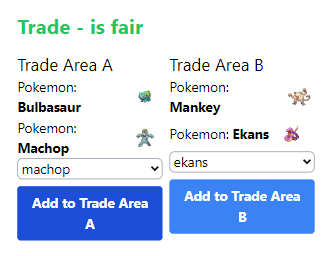 Trade - is fair
Trade Area A
Pokemon:
Bulbasaur
Pokemon:
Machop
machop
Add to Trade Area
A
Trade Area B
Pokemon:
Mankey
Pokemon: Ekans
ekans
Add to Trade Area
B